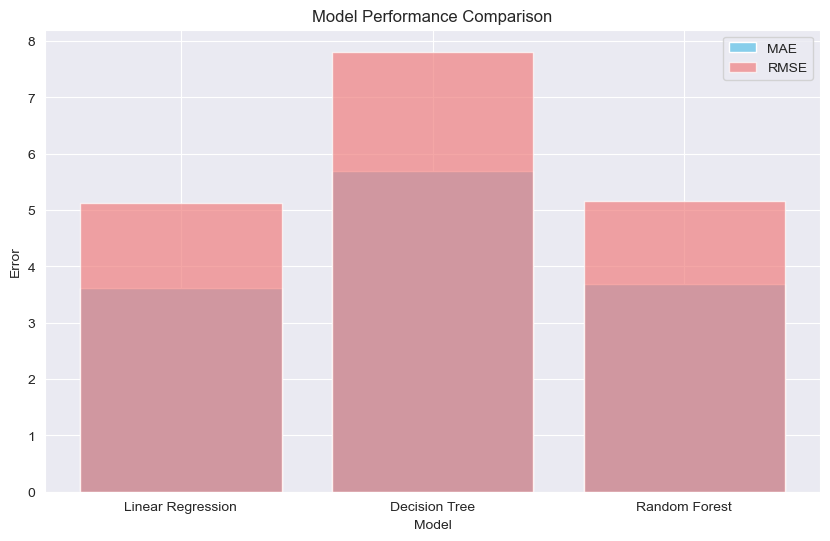 Model Performance Comparison
MAE
RMSE
8
7
6
5
4
3
2
1
0
Error
Linear Regression
Decision Tree
Random Forest
Model